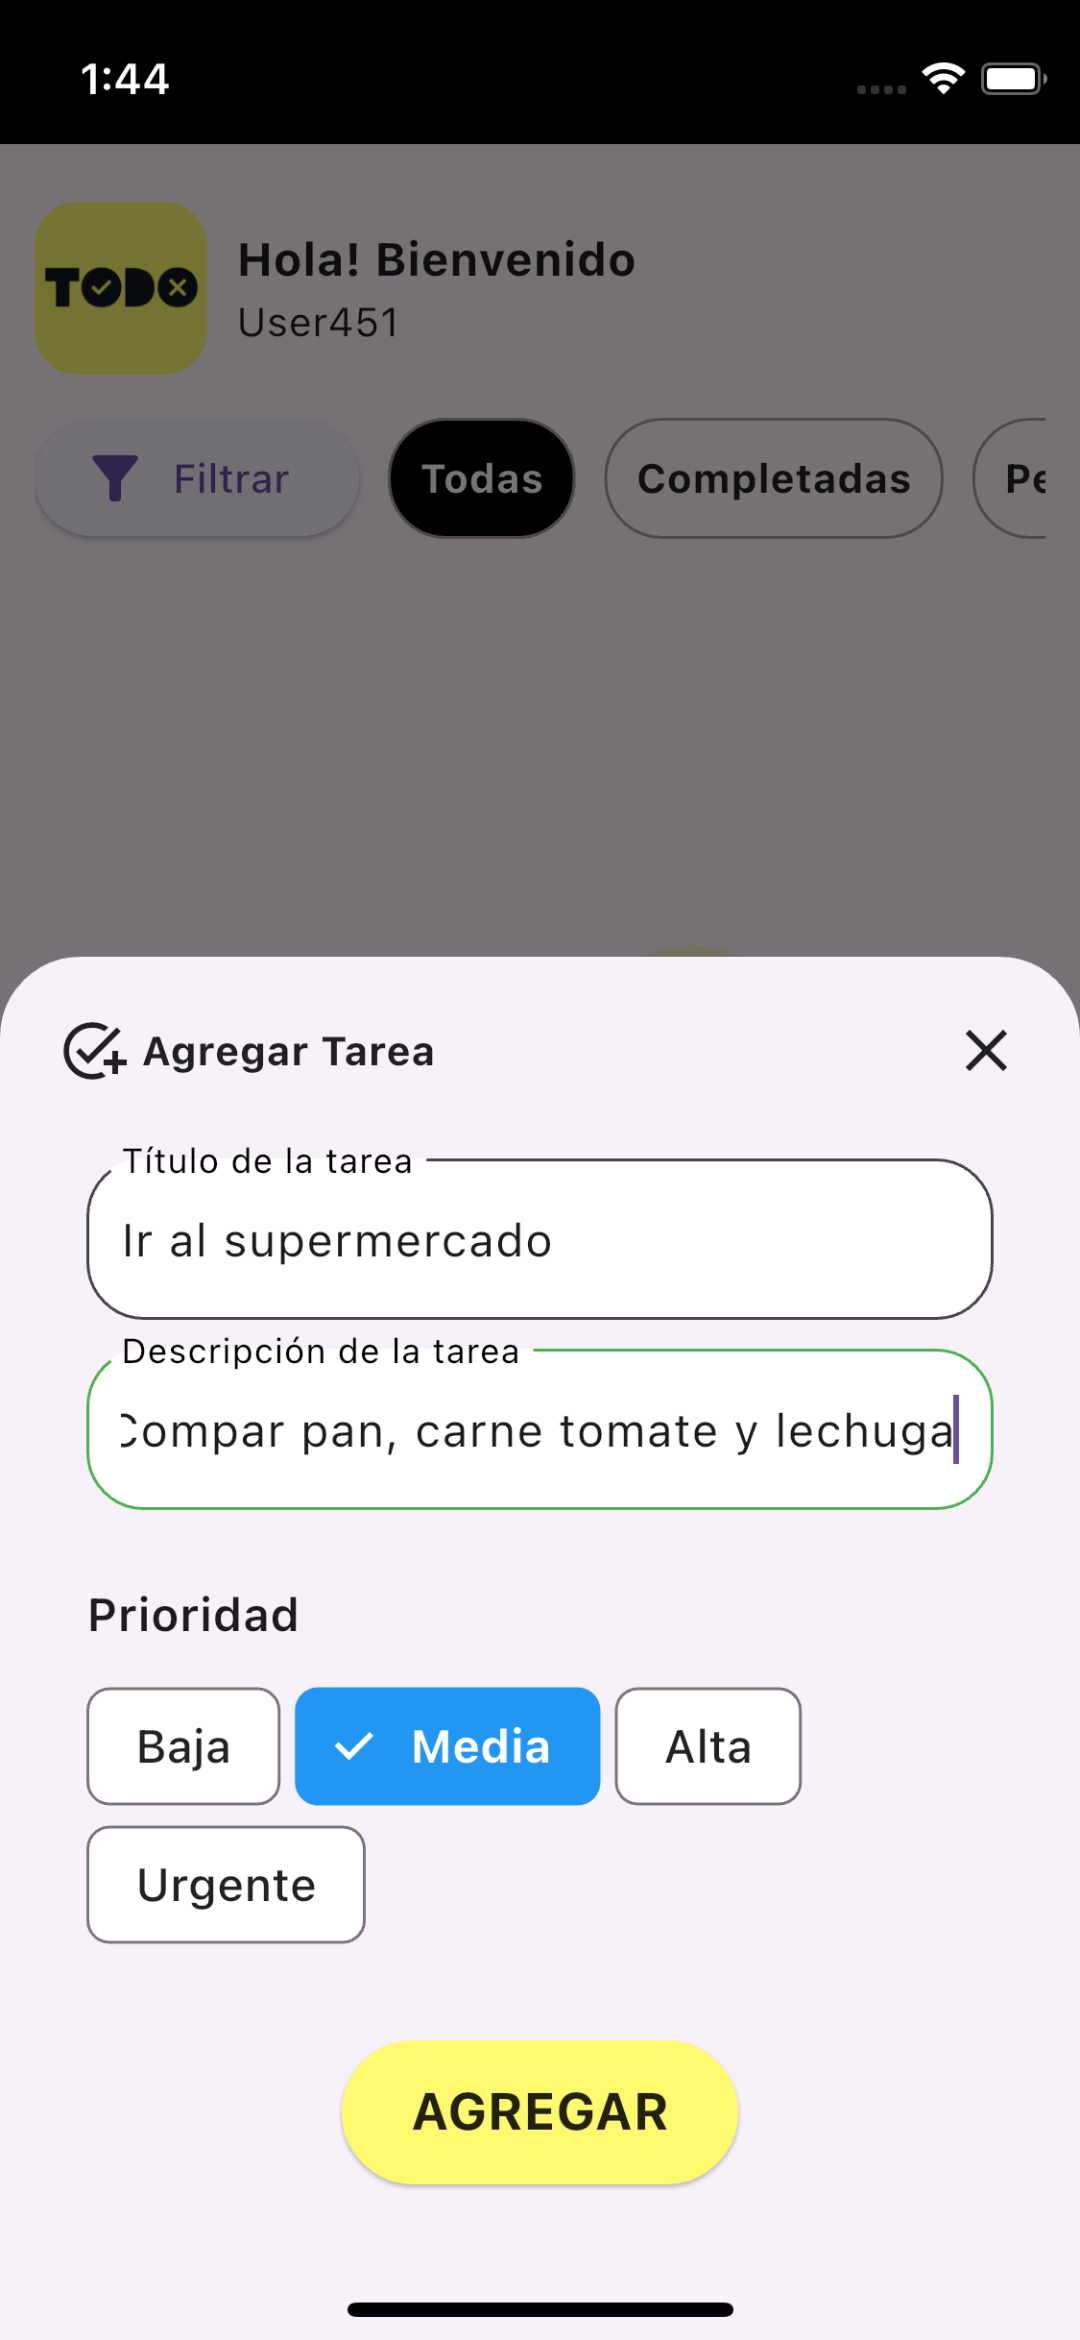 1:44
TODO
Hola! Bienvenido
User451
Filtrar
Todas
Completadas
Pe
Agregar Tarea
Título de la tarea
Ir al supermercado
Descripción de la tarea
Compar pan, carne tomate y lechuga
Prioridad
Baja
Media
Alta
Urgente
AGREGAR